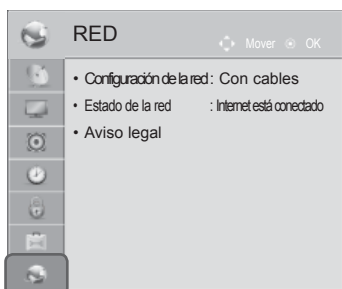 RED
Mover OK
• Configuración de la red : Con cables
• Estado de la red : Internet está conectado
• Aviso legal